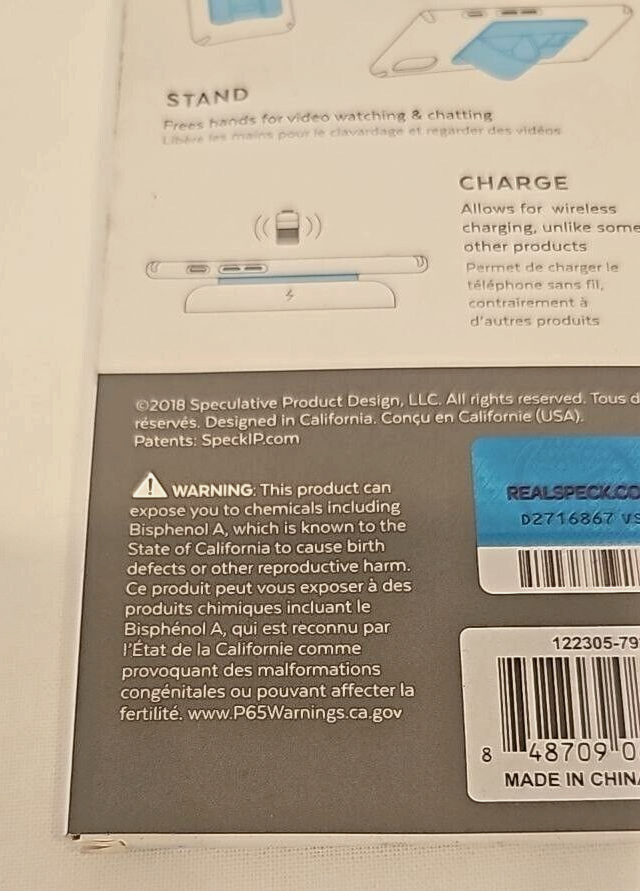 STAND
Frees hands for video watching & chatting
Libère les mains pour le clavardage et regarder des vidéos
CHARGE
Allows for wireless
charging, unlike some
other products
Permet de charger le
téléphone sans fil,
contrairement à
d'autres produits
©2018 Speculative Product Design, LLC. All rights reserved. Tous d
réservés. Designed in California. Conçu en Californie (USA).
Patents: SpeckIP.com
WARNING: This product can
expose you to chemicals including
Bisphenol A, which is known to the
State of California to cause birth
defects or other reproductive harm.
Ce produit peut vous exposer à des
produits chimiques incluant le
Bisphénol A, qui est reconnu par
l'État de la Californie comme
provoquant des malformations
congénitales ou pouvant affecter la
fertilité. www.P65Warnings.ca.gov
REALSPECK.CO
D2716867 VS
122305-79
8 48709 0
MADE IN CHINA